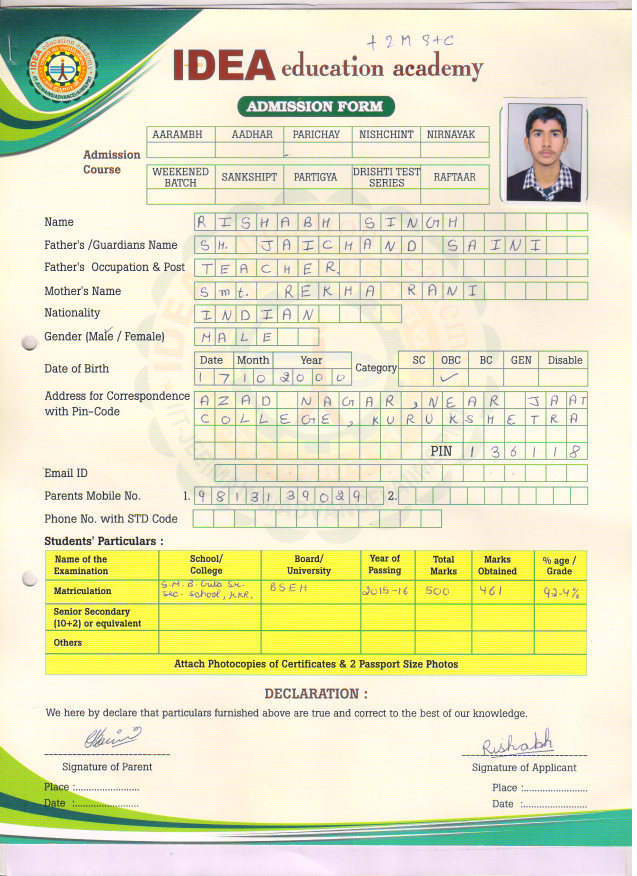 +2 M S+C
IDEA education academy
ADMISSION FORM
AARAMBH AADHAR PARICHAY NISHCHINT NIRNAYAK
Admission Course
WEEKENED BATCH SANKSHIPT PARTIGYA DRISHTI TEST SERIES RAFTAAR
Name RISHABH SINGH
Father's /Guardians Name SH. JAICHAND SAINI
Father's Occupation & Post TEACHER.
Mother's Name Smt. REKHA RANI
Nationality INDIAN
Gender (Male / Female) MALE
Date Month Year
SC OBC BC GEN Disable
Date of Birth 17 10 2000 Category ✓
Address for Correspondence AZAD NAGAR, NEAR JAAT
with Pin-Code COLLEGE, KURUKSHETRA
PIN 136118
Email ID
Parents Mobile No. 1. 9813139029 2.
Phone No. with STD Code
Students' Particulars :
Name of the Examination School/ College Board/ University Year of Passing Total Marks Marks Obtained % age / Grade
Matriculation S.M.B. Gita Sr. Sec. School, KKR. BSEH 2015-16 500 461 92.4%
Senior Secondary (10+2) or equivalent
Others
Attach Photocopies of Certificates & 2 Passport Size Photos
DECLARATION :
We here by declare that particulars furnished above are true and correct to the best of our knowledge.
Rishabh
Signature of Parent Signature of Applicant
Place :........................ Place :........................
Date :........................ Date :........................